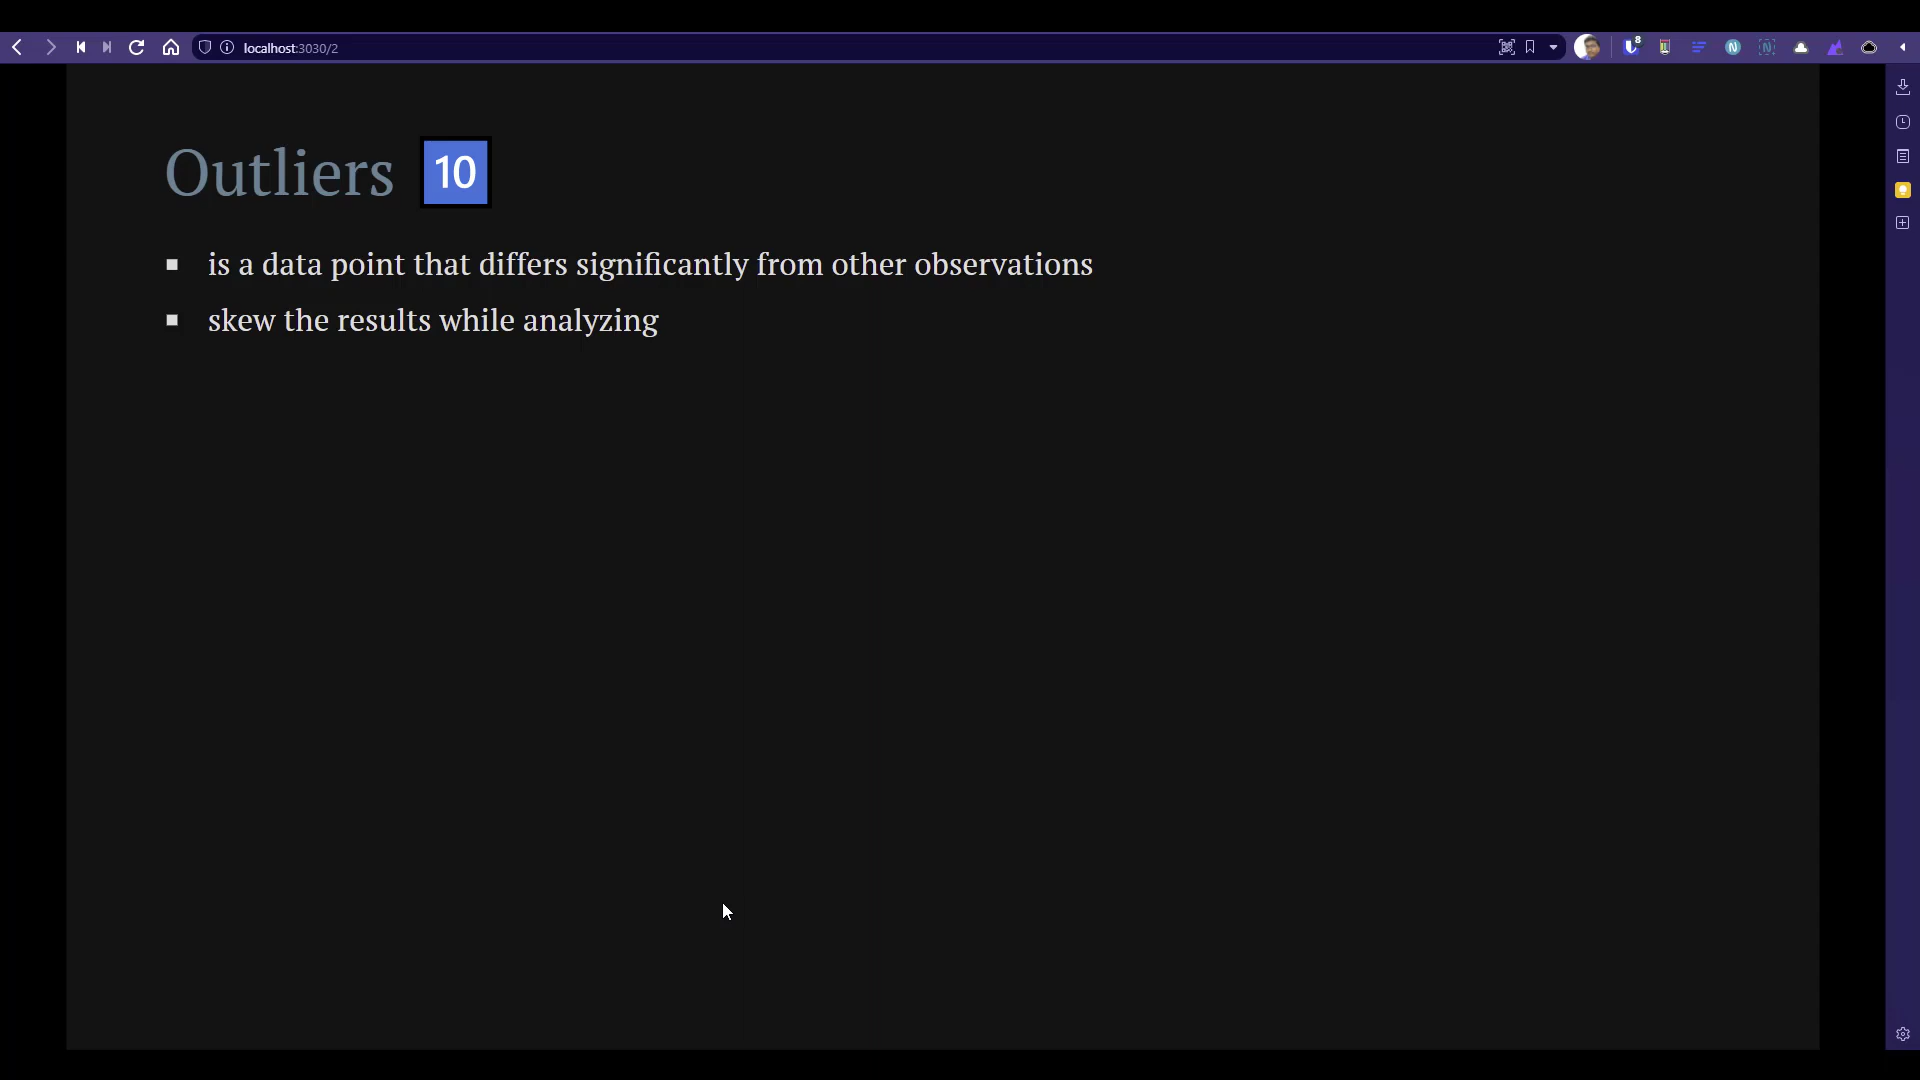 localhost:3030/2
8
N
N
Outliers 10
is a data point that differs significantly from other observations
skew the results while analyzing